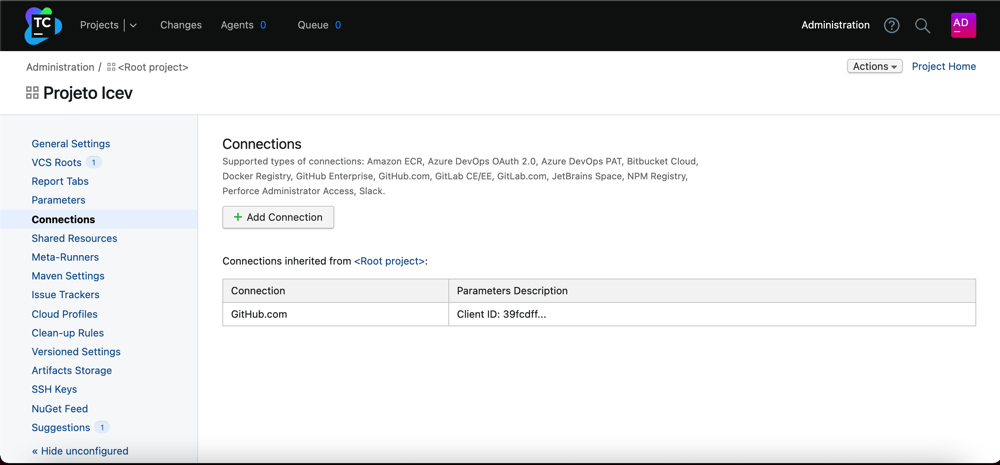 TC
Projects
Changes
Agents 0
Queue 0
Administration
?
AD
Administration / <Root project>
Actions
Project Home
Projeto Icev
General Settings
VCS Roots 1
Report Tabs
Parameters
Connections
Shared Resources
Meta-Runners
Maven Settings
Issue Trackers
Cloud Profiles
Clean-up Rules
Versioned Settings
Artifacts Storage
SSH Keys
NuGet Feed
Suggestions 1
« Hide unconfigured
Connections
Supported types of connections: Amazon ECR, Azure DevOps OAuth 2.0, Azure DevOps PAT, Bitbucket Cloud,
Docker Registry, GitHub Enterprise, GitHub.com, GitLab CE/EE, GitLab.com, JetBrains Space, NPM Registry,
Perforce Administrator Access, Slack.
+ Add Connection
Connections inherited from <Root project>:
Connection Parameters Description
GitHub.com Client ID: 39fcdff...